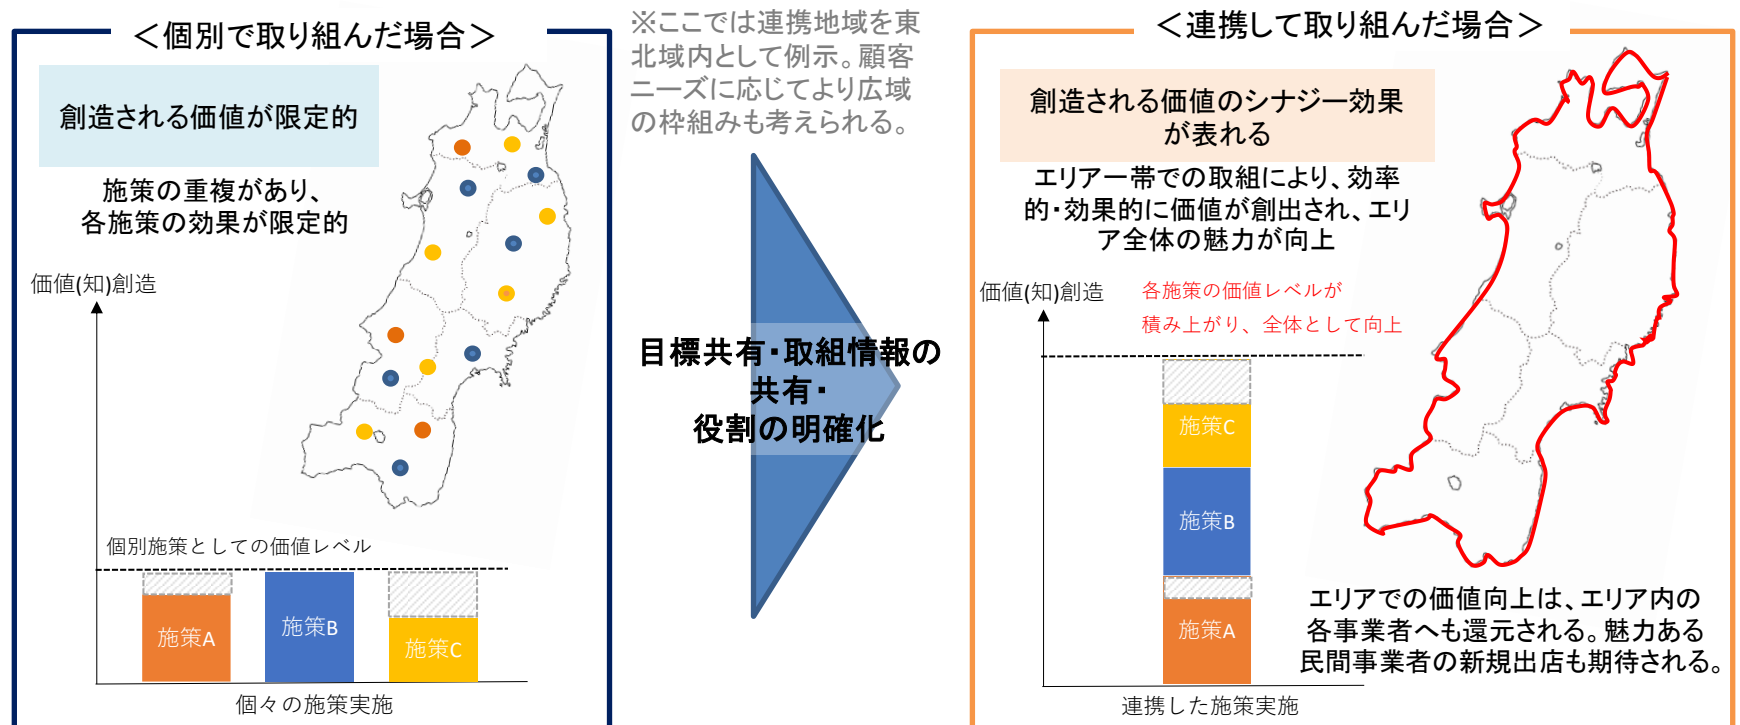 ＜個別で取り組んだ場合＞
創造される価値が限定的
施策の重複があり、
各施策の効果が限定的
価値(知)創造
個別施策としての価値レベル
施策A
施策B
施策C
個々の施策実施
※ここでは連携地域を東
北域内として例示。顧客
ニーズに応じてより広域
の枠組みも考えられる。
目標共有・取組情報の
共有・
役割の明確化
＜連携して取り組んだ場合＞
創造される価値のシナジー効果
が表れる
エリア一帯での取組により、効率
的・効果的に価値が創出され、エリ
ア全体の魅力が向上
価値(知)創造
各施策の価値レベルが
積み上がり、全体として向上
施策C
施策B
施策A
連携した施策実施
エリアでの価値向上は、エリア内の
各事業者へも還元される。魅力ある
民間事業者の新規出店も期待される。